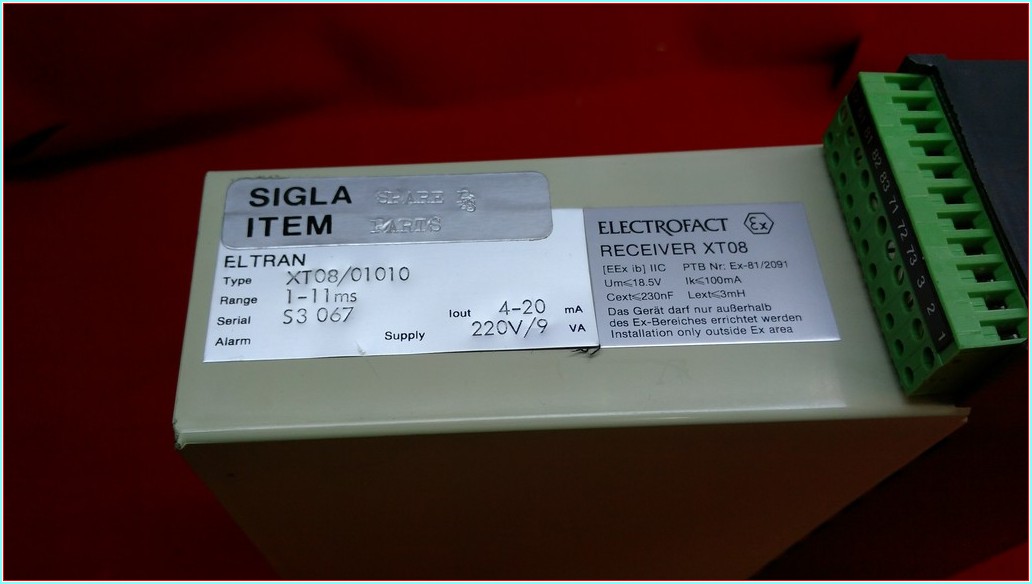 SIGLA SPARE
ITEM PARTS
ELTRAN
Type XT08/01010
Range 1-11ms
Serial S3 067 Iout 4-20 mA
Alarm Supply 220V/9 VA
ELECTROFACT Ex
RECEIVER XT08
[EEx ib] IIC PTB Nr: Ex-81/2091
Um≤18.5V Ik≤100mA
Cext≤230nF Lext≤3mH
Das Gerät darf nur außerhalb
des Ex-Bereiches errichtet werden
Installation only outside Ex area
81 82 83 71 72 73 3 2 1